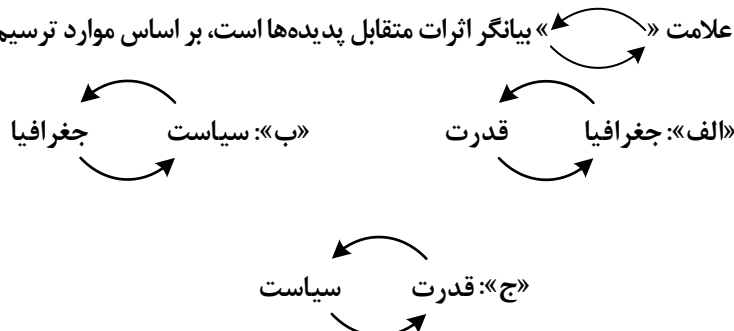 علامت «» بیانگر اثرات متقابل پدیده‌ها است، بر اساس موارد ترسیم
«الف»: جغرافیا قدرت «ب»: سیاست جغرافیا
«ج»: قدرت سیاست